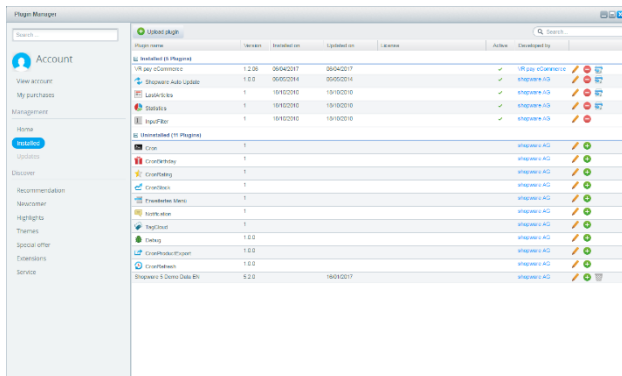 Plugin Manager
Search...
Account
View account
My purchases
Management
Home
Installed
Updates
Discover
Recommendation
Newcomer
Highlights
Themes
Special offer
Extensions
Service
Upload plugin
Search...
Plugin name Version Installed on Updated on License Active Developed by
Installed (5 Plugins)
VR pay eCommerce 1.2.06 06/04/2017 06/04/2017 VR pay eCommerce
Shopware Auto Update 1.0.0 shopware AG
LastArticles 1 18/10/2010 18/10/2010 shopware AG
Statistics 1 18/10/2010 18/10/2010 shopware AG
InputFilter 1 18/10/2010 18/10/2010 shopware AG
Uninstalled (11 Plugins)
Cron 1 shopware AG
CronBirthday 1 shopware AG
CronRating 1 shopware AG
CronStock 1 shopware AG
Erweitertes Menü 1 shopware AG
Notification 1 shopware AG
TagCloud 1 shopware AG
Debug 1.0.0 shopware AG
CronProductExport 1.0.0 shopware AG
CronRefresh 1.0.0 shopware AG
Shopware 5 Demo Data EN 5.2.0 16/01/2017 shopware AG